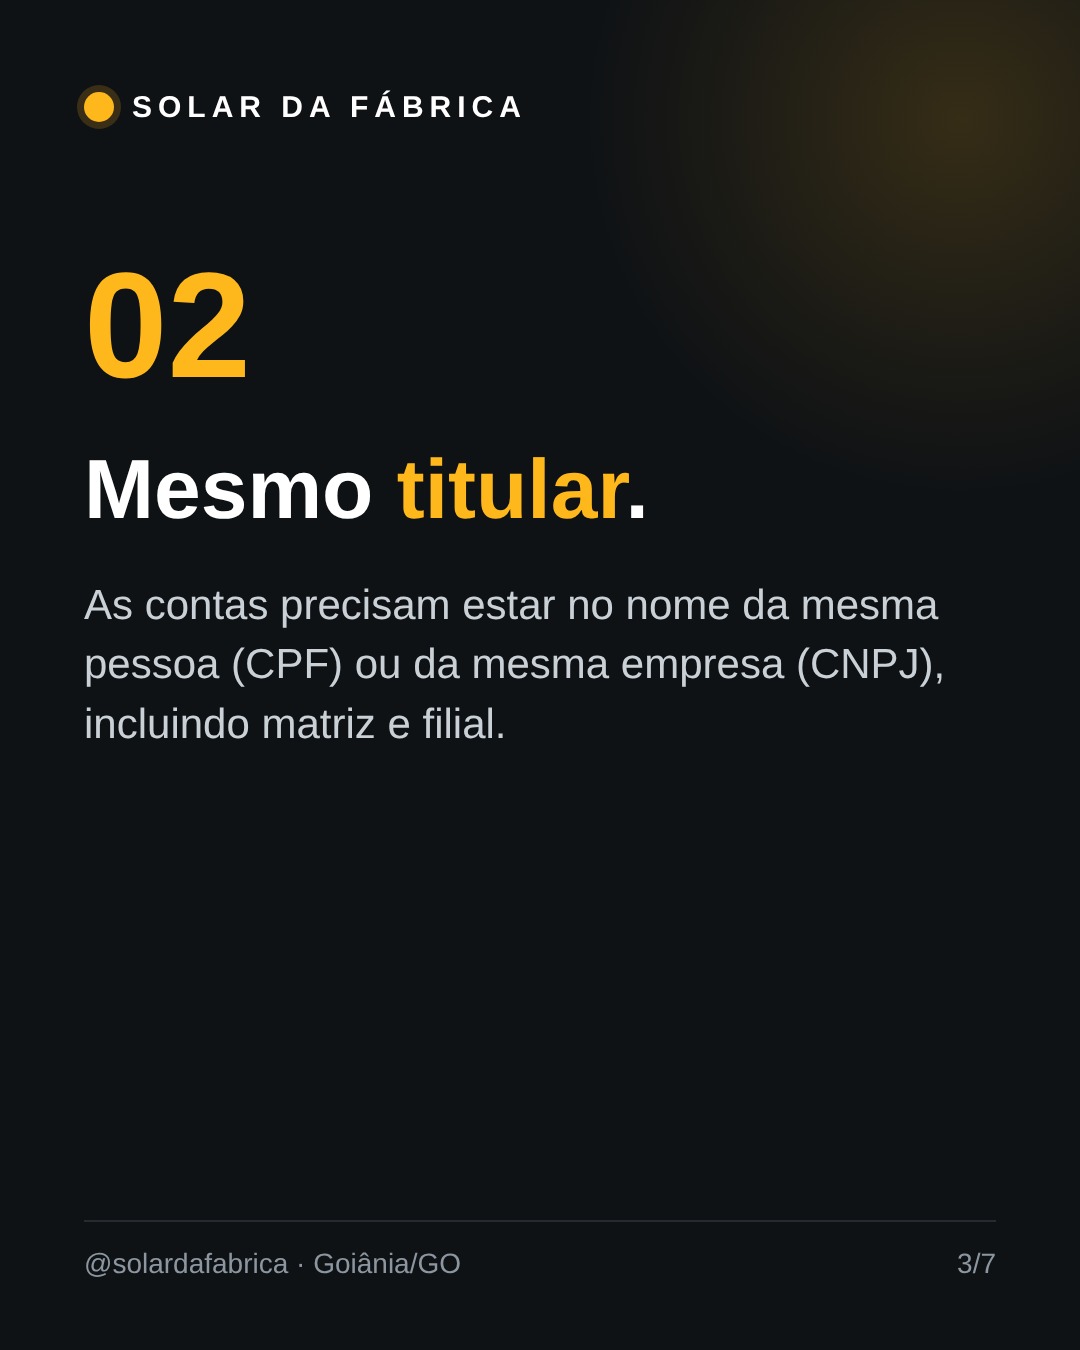 SOLAR DA FÁBRICA
02
Mesmo titular.
As contas precisam estar no nome da mesma
pessoa (CPF) ou da mesma empresa (CNPJ),
incluindo matriz e filial.
@solardafabrica · Goiânia/GO
3/7